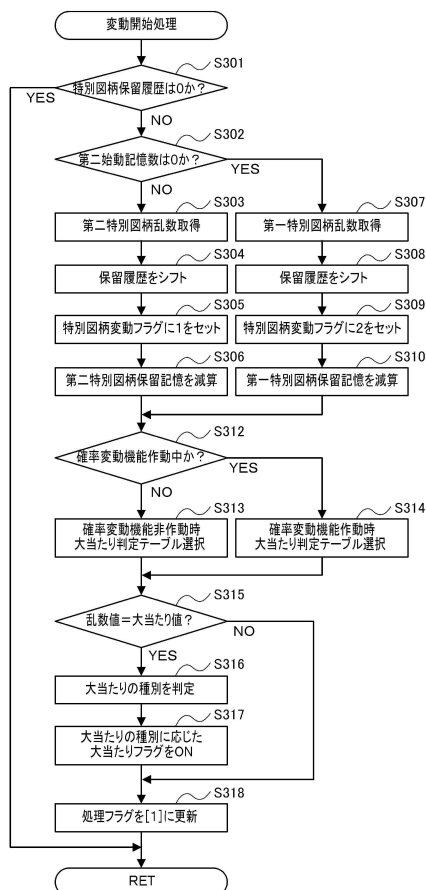 変動開始処理
S301
特別図柄保留履歴は0か？
YES
NO
S302
第二始動記憶数は0か？
YES
NO
S303
第二特別図柄乱数取得
S307
第一特別図柄乱数取得
S304
保留履歴をシフト
S308
保留履歴をシフト
S305
特別図柄変動フラグに1をセット
S309
特別図柄変動フラグに2をセット
S306
第二特別図柄保留記憶を減算
S310
第一特別図柄保留記憶を減算
S312
確率変動機能作動中か？
YES
NO
S313
確率変動機能非作動時
大当たり判定テーブル選択
S314
確率変動機能作動時
大当たり判定テーブル選択
S315
乱数値＝大当たり値？
NO
YES
S316
大当たりの種別を判定
S317
大当たりの種別に応じた
大当たりフラグをON
S318
処理フラグを[1]に更新
RET